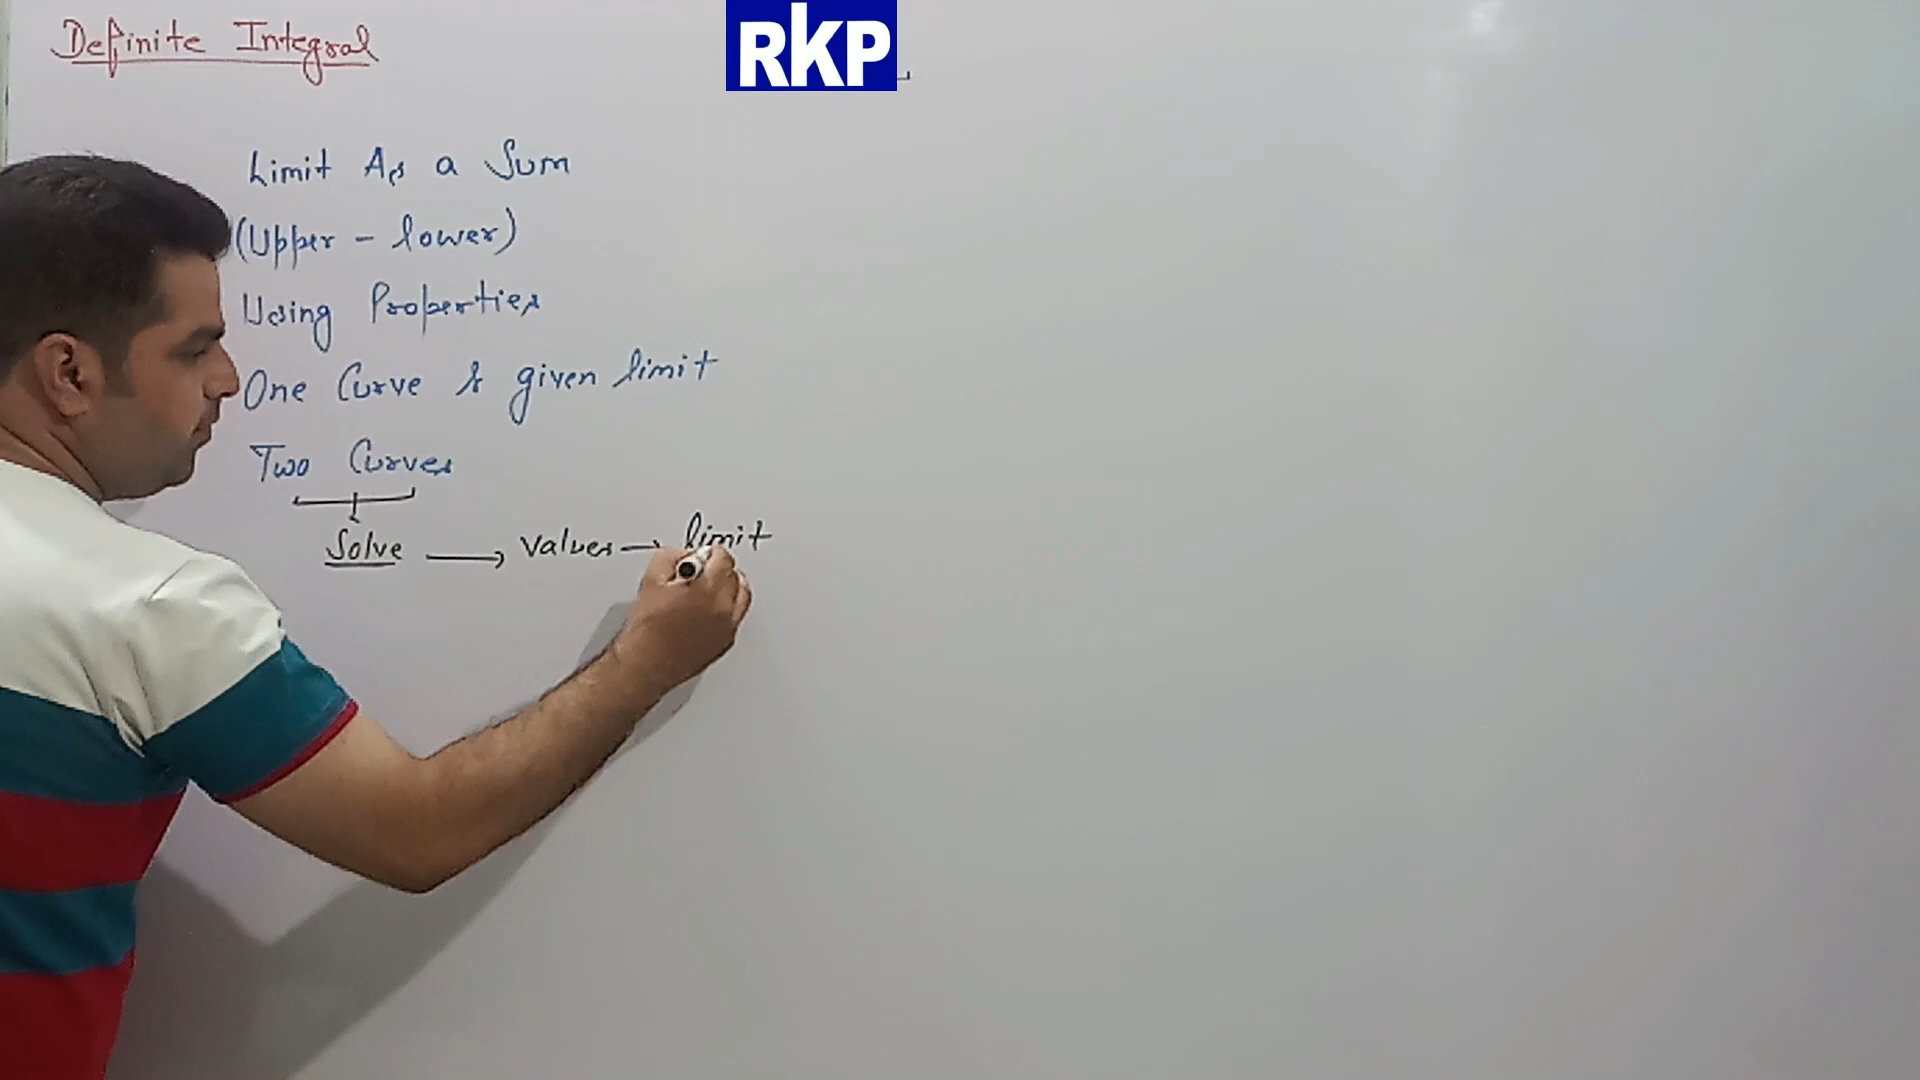 Definite Integral
RKP
Limit As a Sum
(Upper - lower)
Using Properties
One Curve & given limit
Two Curves
Solve → values → limit